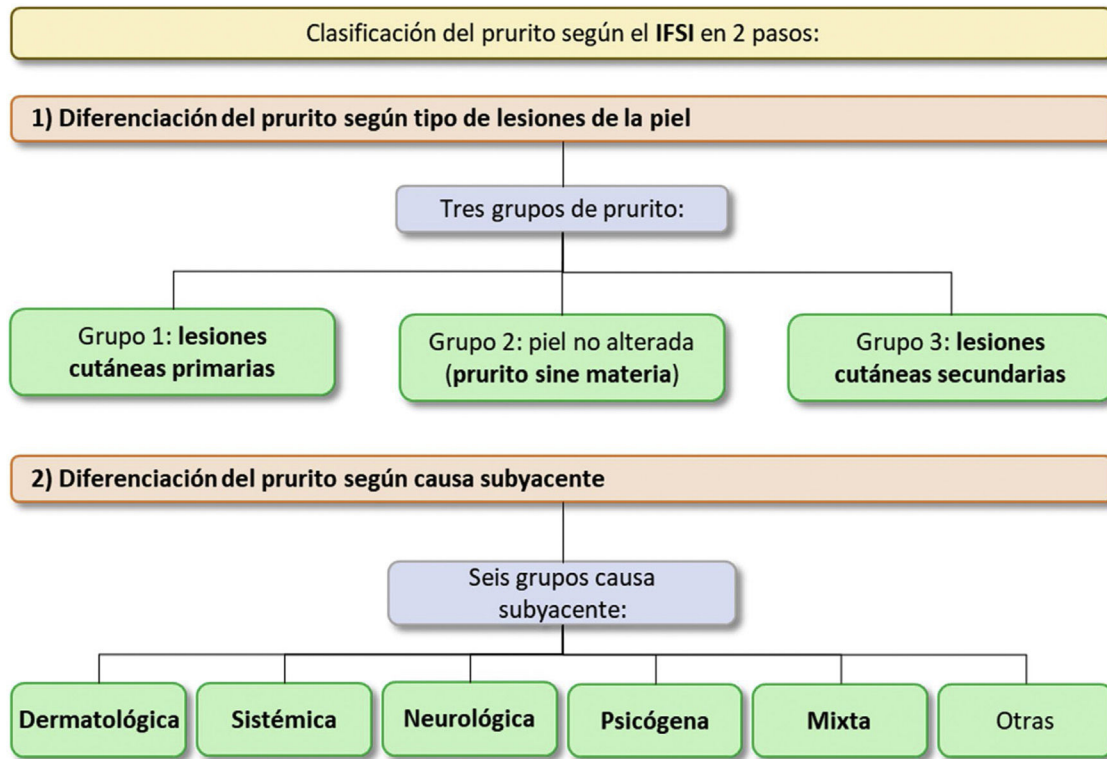 Clasificación del prurito según el IFSI en 2 pasos:
1) Diferenciación del prurito según tipo de lesiones de la piel
Tres grupos de prurito:
Grupo 1: lesiones
cutáneas primarias
Grupo 2: piel no alterada
(prurito sine materia)
Grupo 3: lesiones
cutáneas secundarias
2) Diferenciación del prurito según causa subyacente
Seis grupos causa
subyacente:
Dermatológica
Sistémica
Neurológica
Psicógena
Mixta
Otras